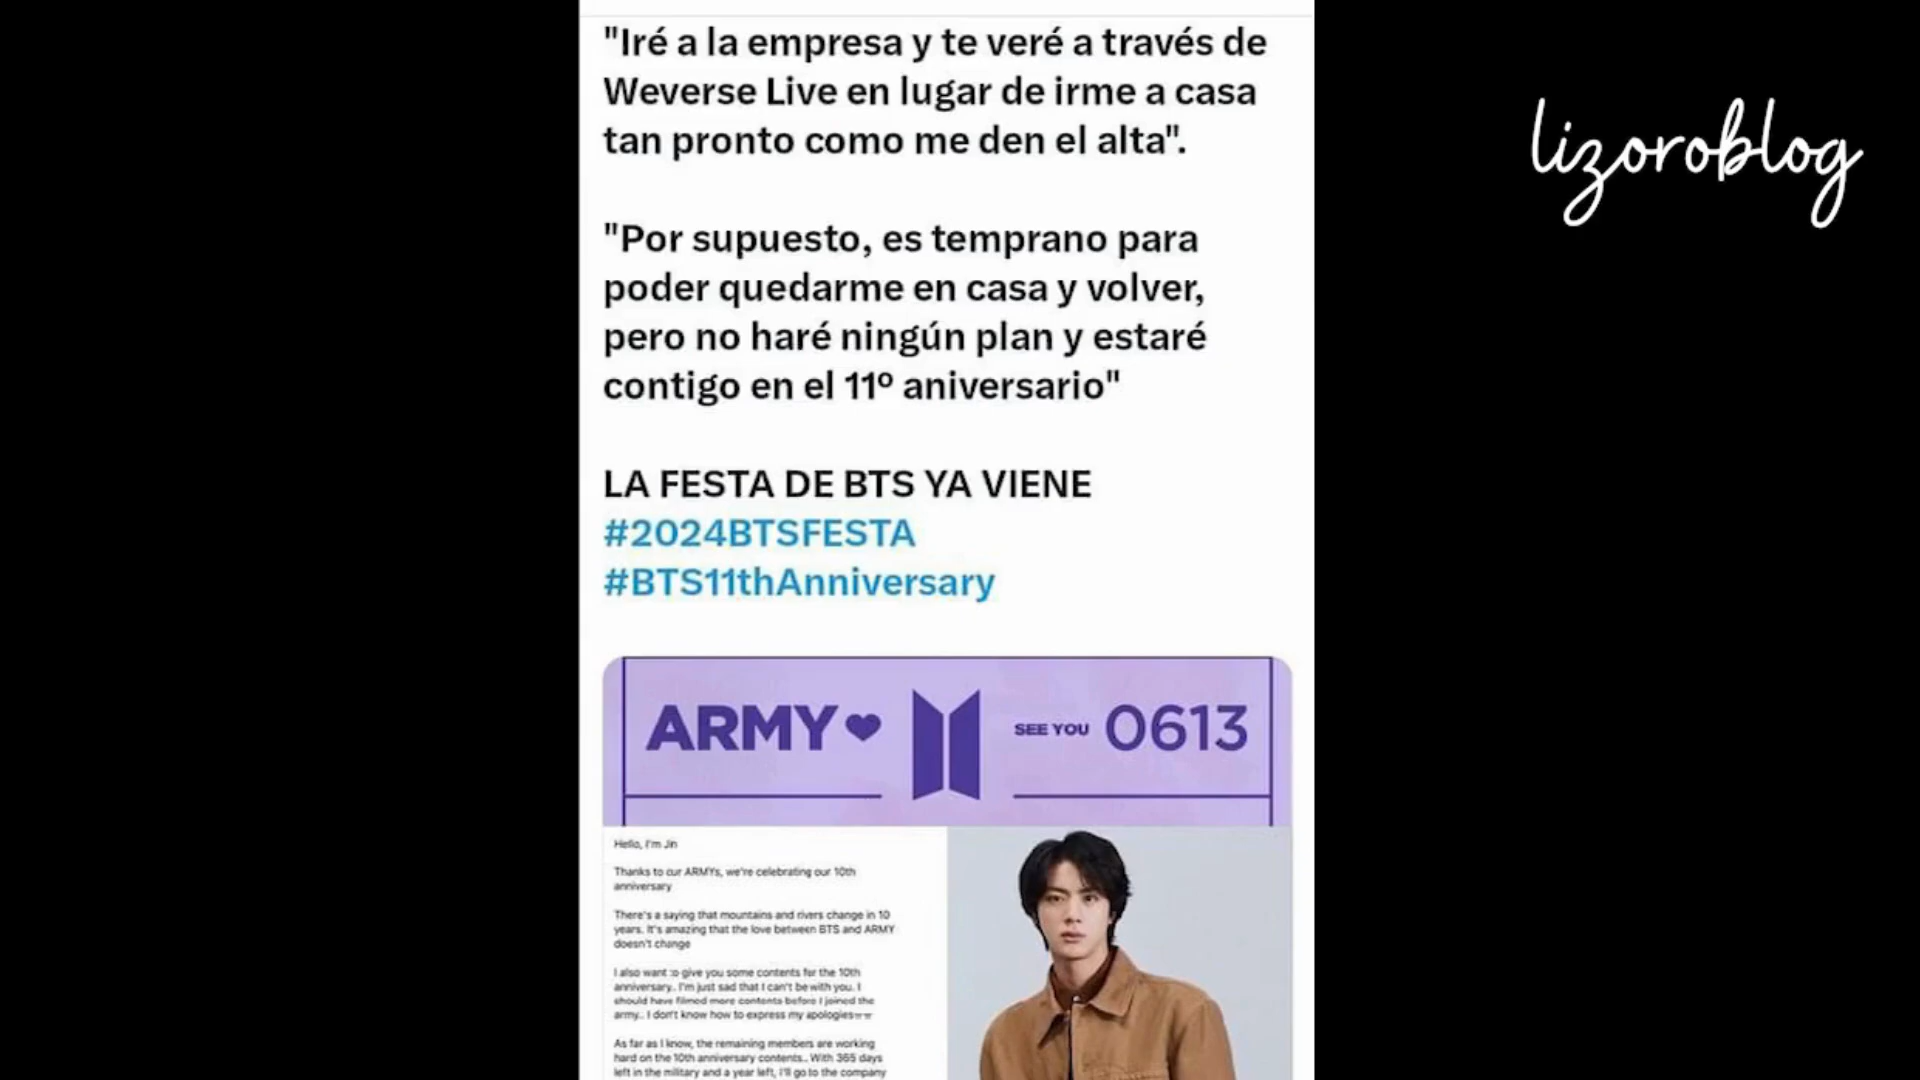 "Iré a la empresa y te veré a través de
Weverse Live en lugar de irme a casa
tan pronto como me den el alta".
"Por supuesto, es temprano para
poder quedarme en casa y volver,
pero no haré ningún plan y estaré
contigo en el 11º aniversario"
LA FESTA DE BTS YA VIENE
#2024BTSFESTA
#BTS11thAnniversary
lizoroblog
ARMY SEE YOU 0613
Hello, I'm Jin
Thanks to our ARMYs, we're celebrating our 10th
anniversary
There's a saying that mountains and rivers change in 10
years. It's amazing that the love between BTS and ARMY
doesn't change
I also want to give you some contents for the 10th
anniversary.. I'm just sad that I can't be with you. I
should have filmed more contents before I joined the
army.. I don't know how to express my apologiesㅠㅠ
As far as I know, the remaining members are working
hard on the 10th anniversary contents.. With 365 days
left in the military and a year left, I'll go to the company